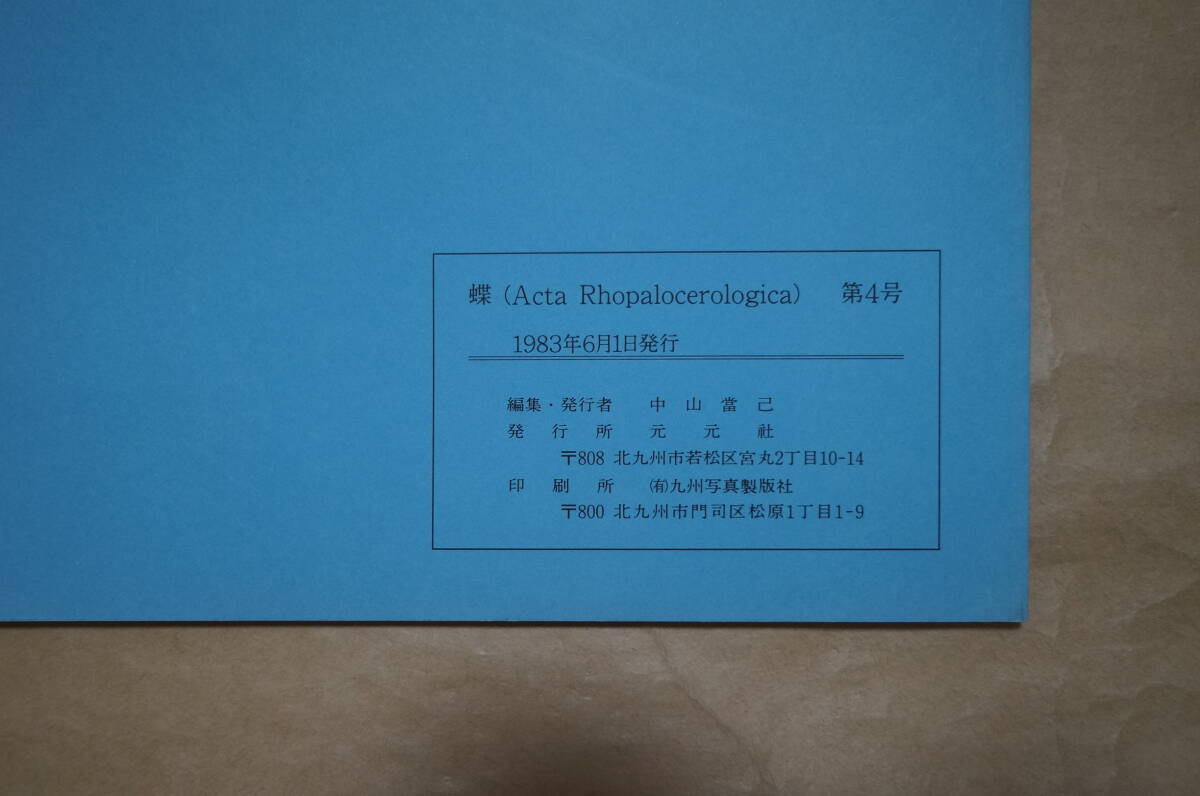 蝶（Acta Rhopalocerologica） 第4号
1983年6月1日発行
編集・発行者 中山當己
発行所 元元社
〒808 北九州市若松区宮丸2丁目10-14
印刷所 ㈲九州写真製版社
〒800 北九州市門司区松原1丁目1-9